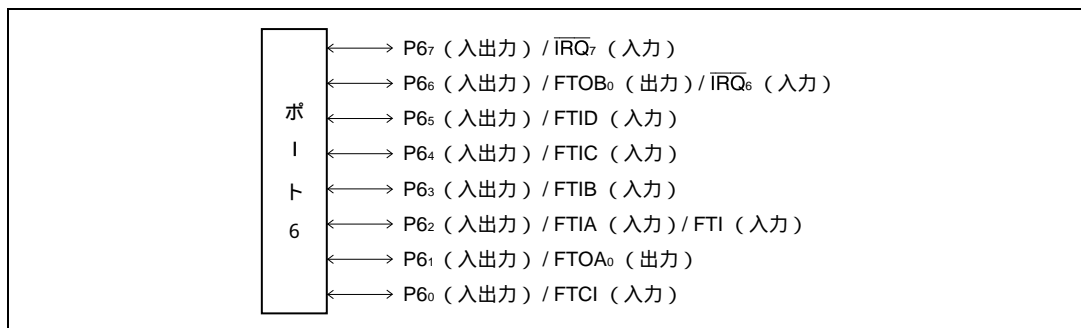 ポート6
P6₇（入出力）/ I̅R̅Q̅₇（入力）
P6₆（入出力）/ FTOB₀（出力）/ I̅R̅Q̅₆（入力）
P6₅（入出力）/ FTID（入力）
P6₄（入出力）/ FTIC（入力）
P6₃（入出力）/ FTIB（入力）
P6₂（入出力）/ FTIA（入力）/ FTI（入力）
P6₁（入出力）/ FTOA₀（出力）
P6₀（入出力）/ FTCI（入力）